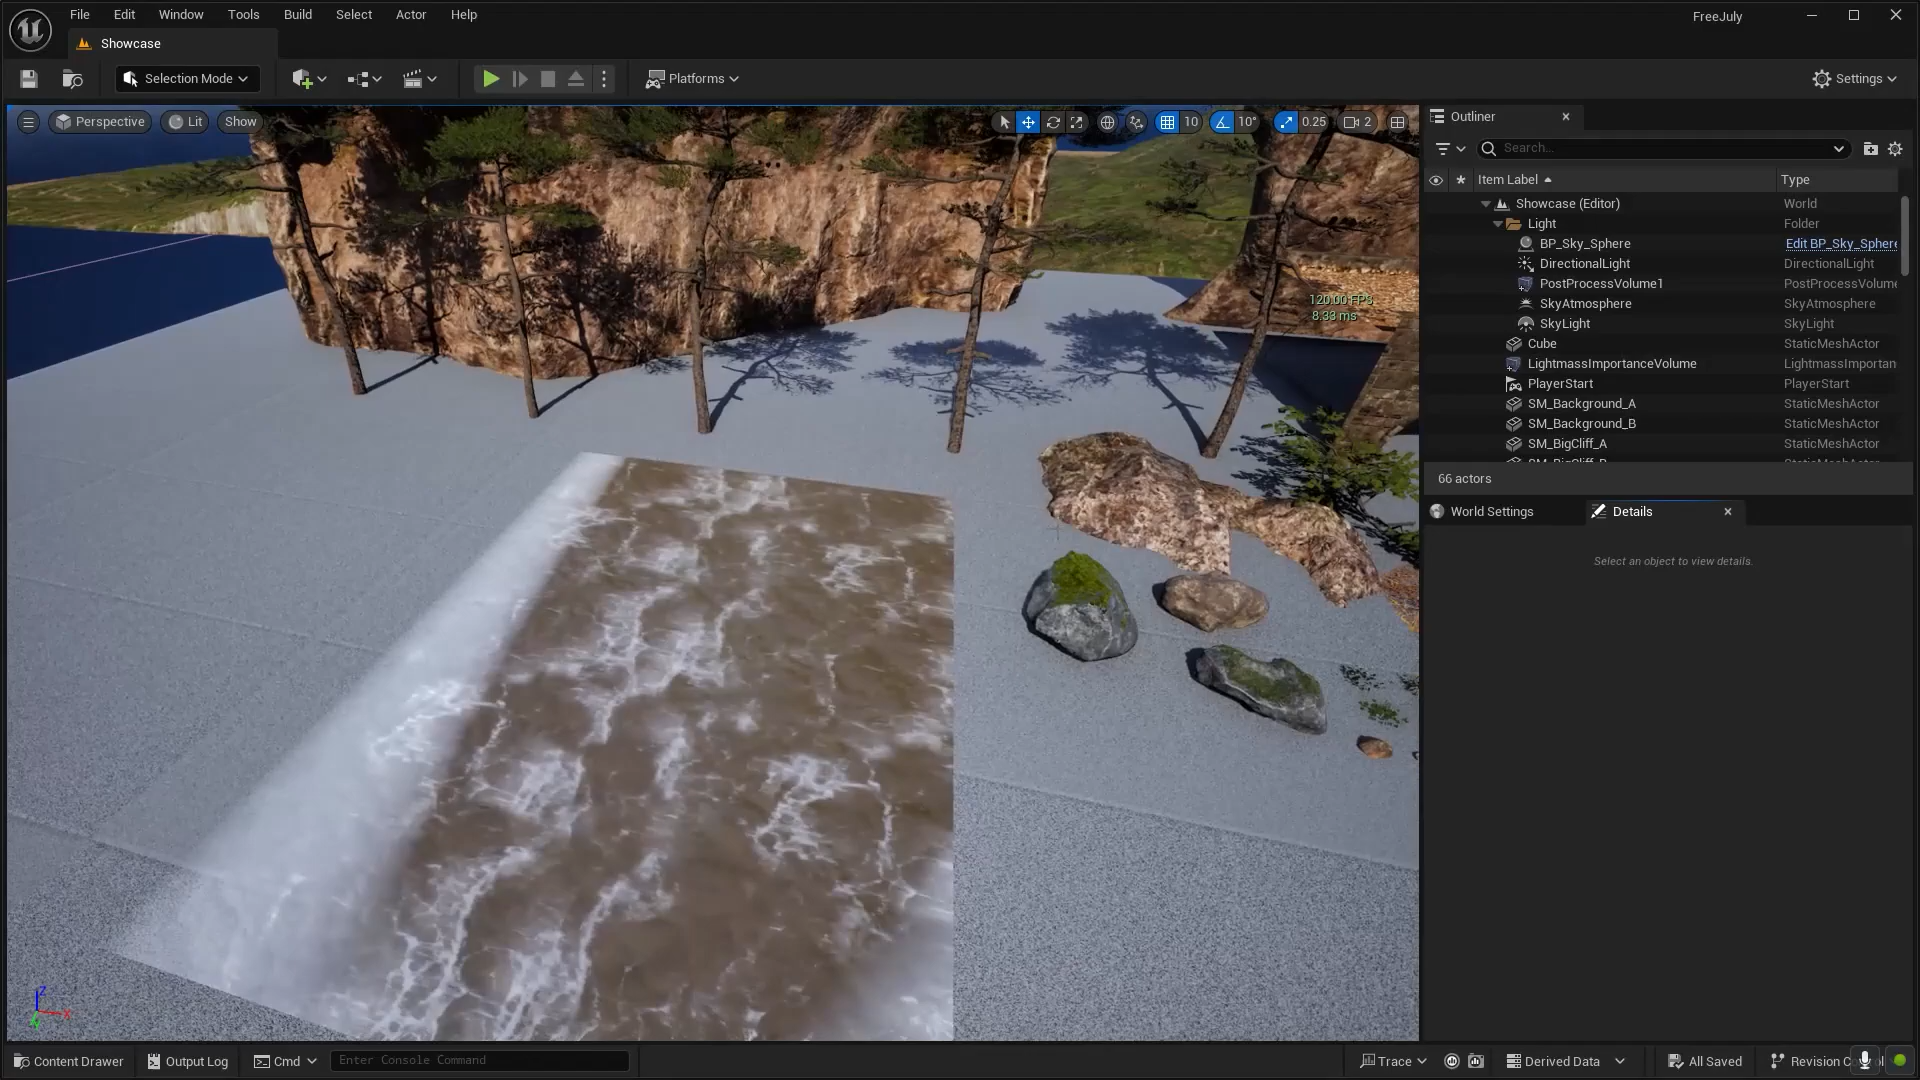 File Edit Window Tools Build Select Actor Help
FreeJuly
Showcase
Selection Mode
Platforms
Settings
Perspective
Lit
Show
10
10°
0.25
2
120.00 FPS
8.33 ms
Z
X
Y
Outliner
Search...
Item Label Type
Showcase (Editor) World
Light Folder
BP_Sky_Sphere Edit BP_Sky_Sphere
DirectionalLight DirectionalLight
PostProcessVolume1 PostProcessVolume
SkyAtmosphere SkyAtmosphere
SkyLight SkyLight
Cube StaticMeshActor
LightmassImportanceVolume LightmassImportan
PlayerStart PlayerStart
SM_Background_A StaticMeshActor
SM_Background_B StaticMeshActor
SM_BigCliff_A StaticMeshActor
66 actors
World Settings
Details
Select an object to view details.
Content Drawer
Output Log
Cmd
Enter Console Command
Trace
Derived Data
All Saved
Revision